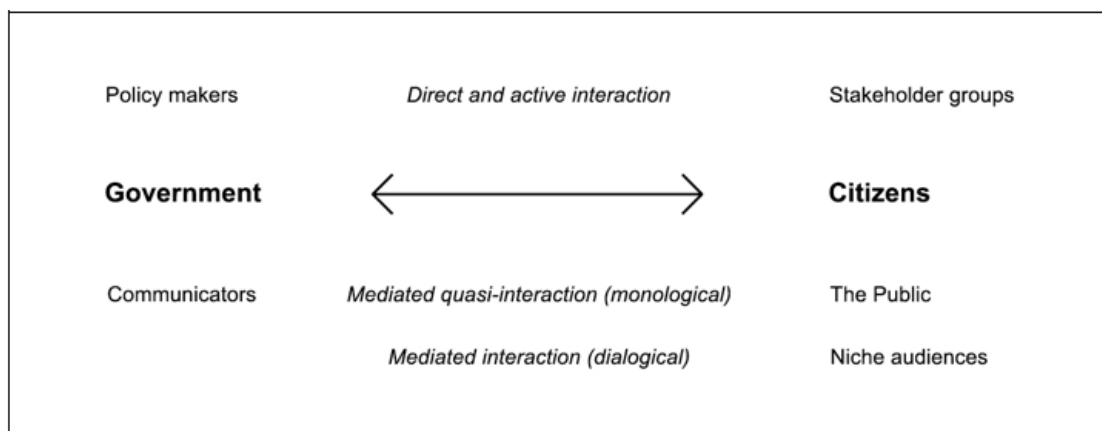 Policy makers Direct and active interaction Stakeholder groups
Government Citizens
Communicators Mediated quasi-interaction (monological) The Public
Mediated interaction (dialogical) Niche audiences